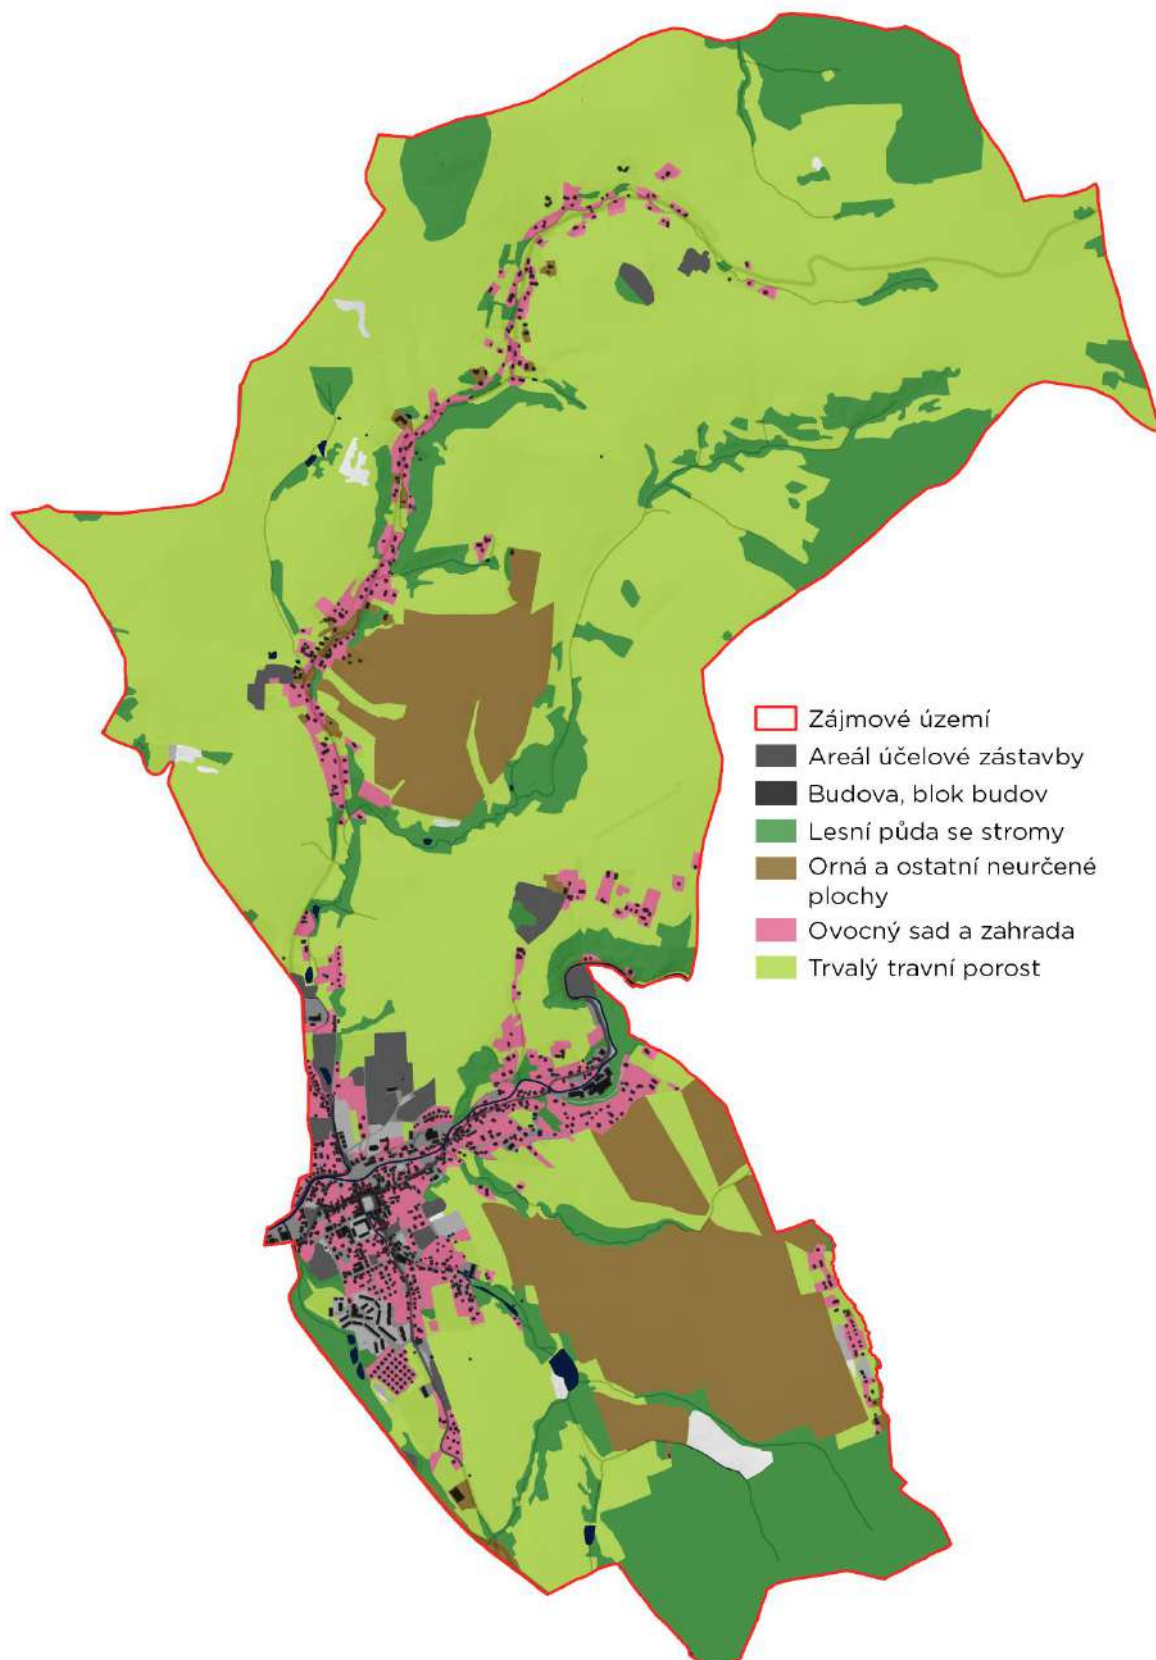 Zájmové území
Areál účelové zástavby
Budova, blok budov
Lesní půda se stromy
Orná a ostatní neurčené
plochy
Ovocný sad a zahrada
Trvalý travní porost